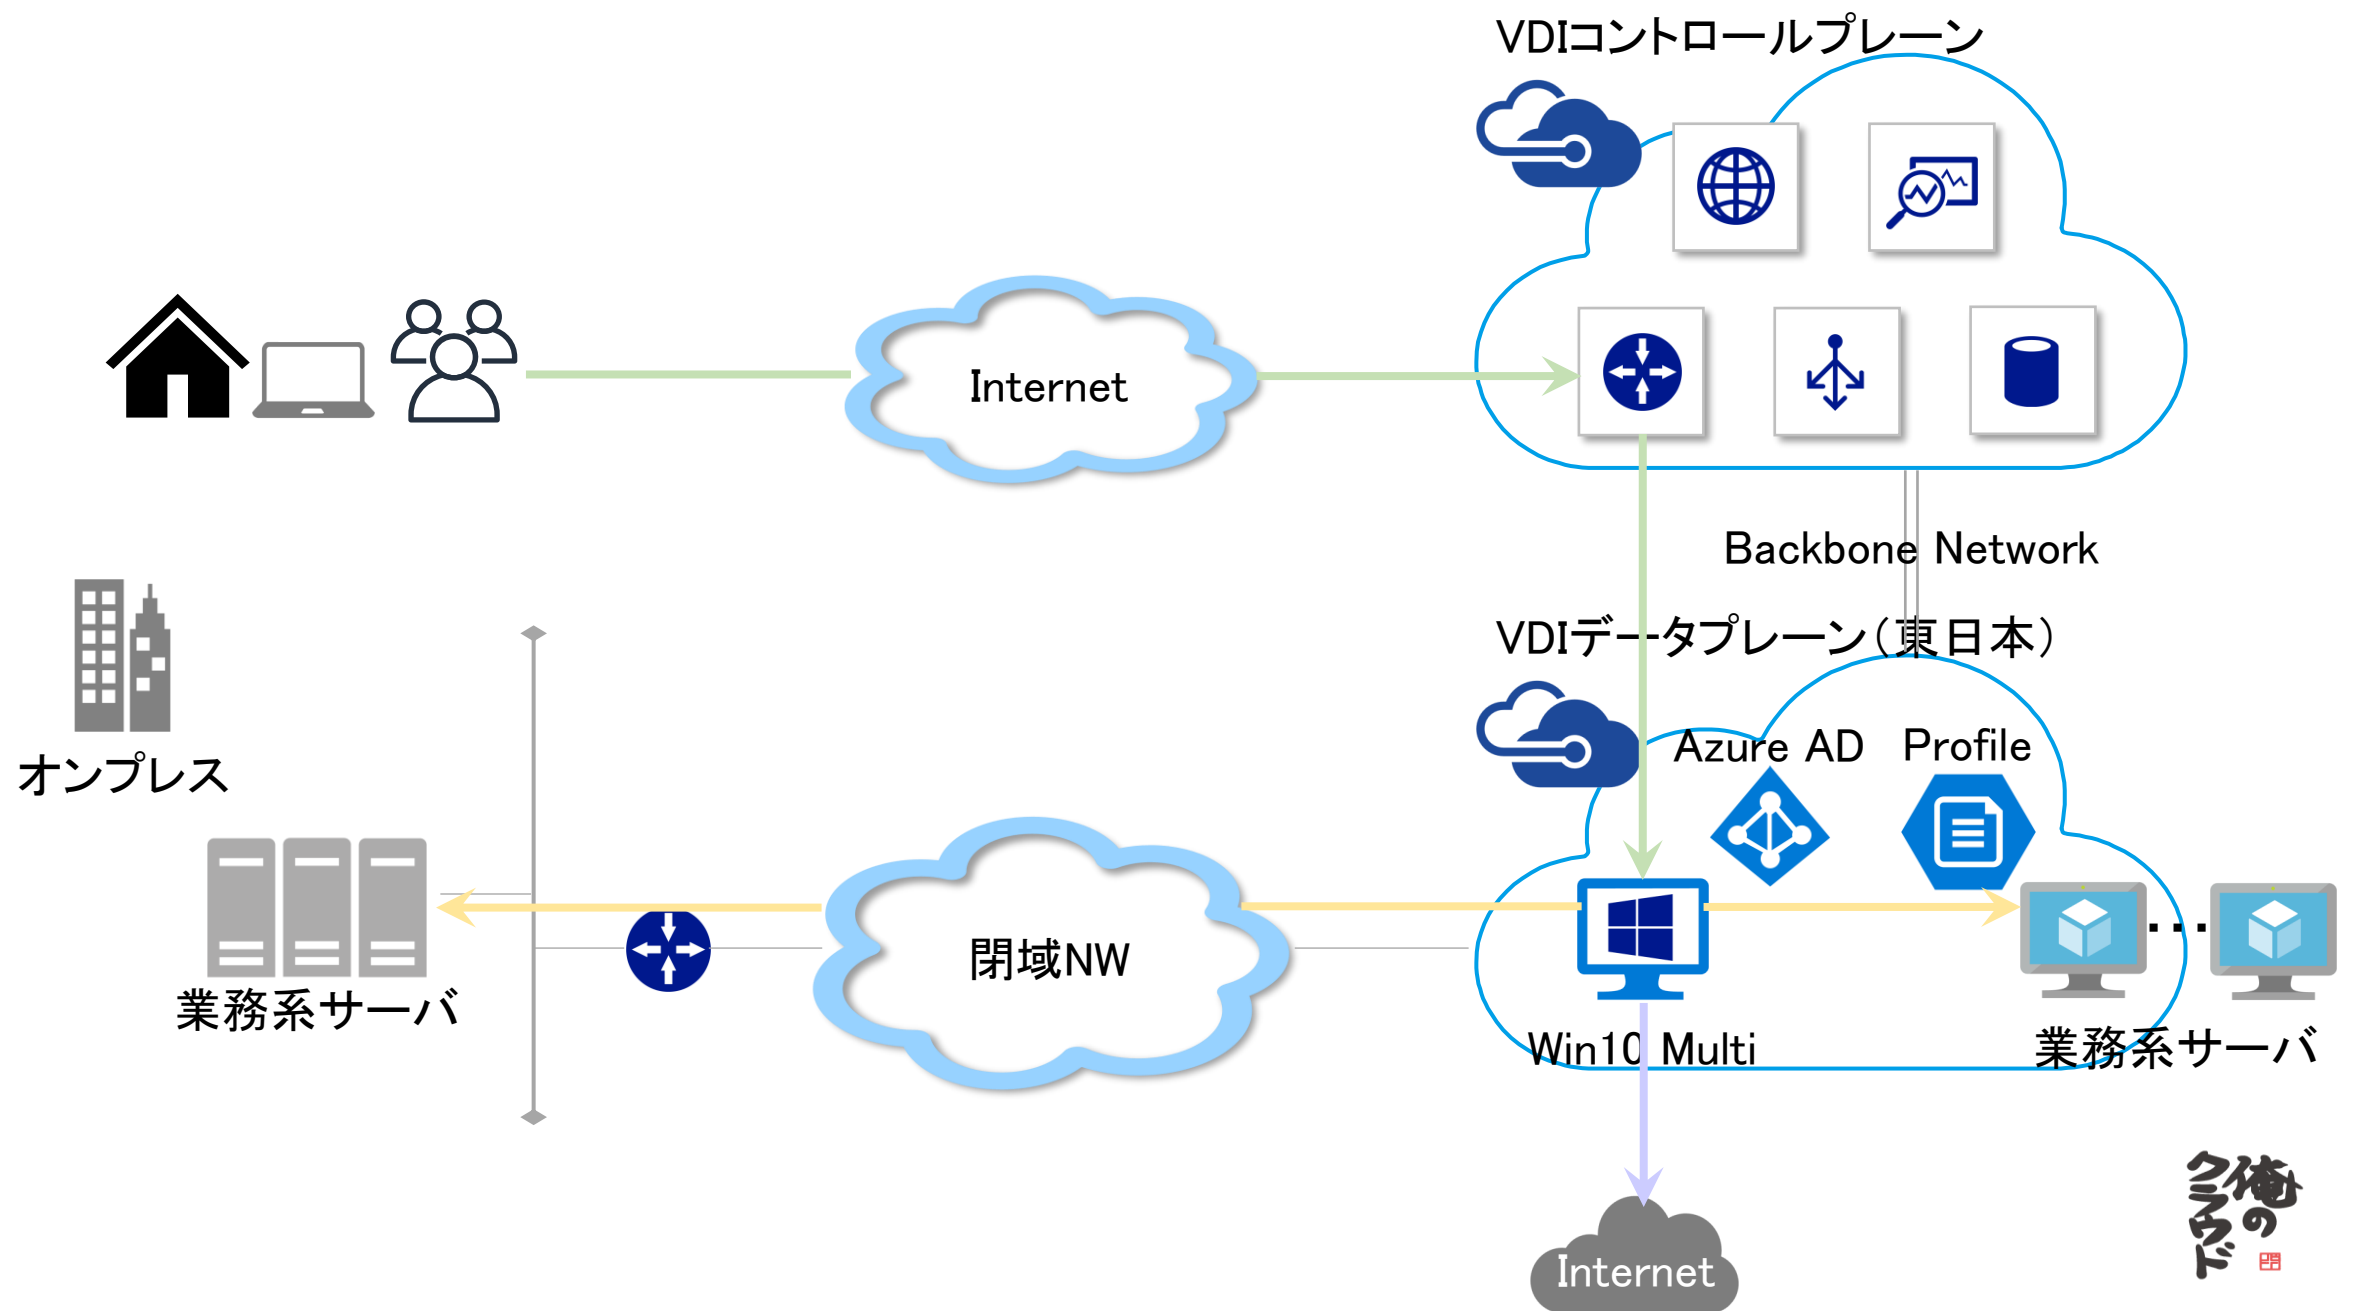 VDIコントロールプレーン
Internet
Backbone Network
VDIデータプレーン（東日本）
Azure AD
Profile
オンプレス
閉域NW
...
業務系サーバ
Win10 Multi
業務系サーバ
Internet
俺の
クラウド